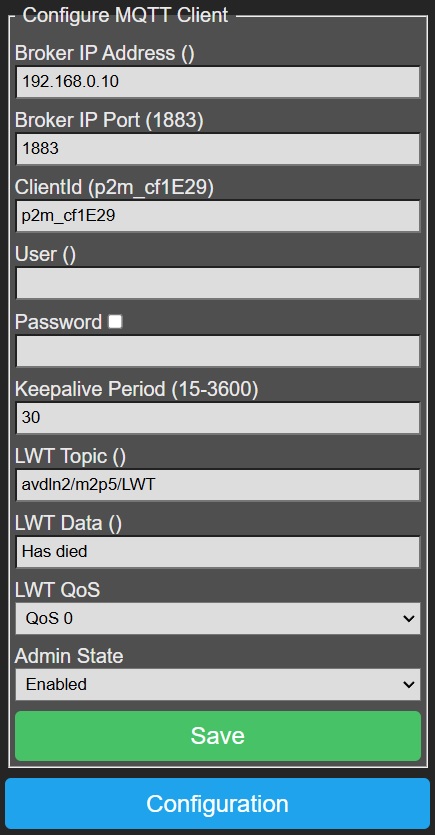 Configure MQTT Client
Broker IP Address ()
192.168.0.10
Broker IP Port (1883)
1883
ClientId (p2m_cf1E29)
p2m_cf1E29
User ()
Password
Keepalive Period (15-3600)
30
LWT Topic ()
avdln2/m2p5/LWT
LWT Data ()
Has died
LWT QoS
QoS 0
Admin State
Enabled
Save
Configuration